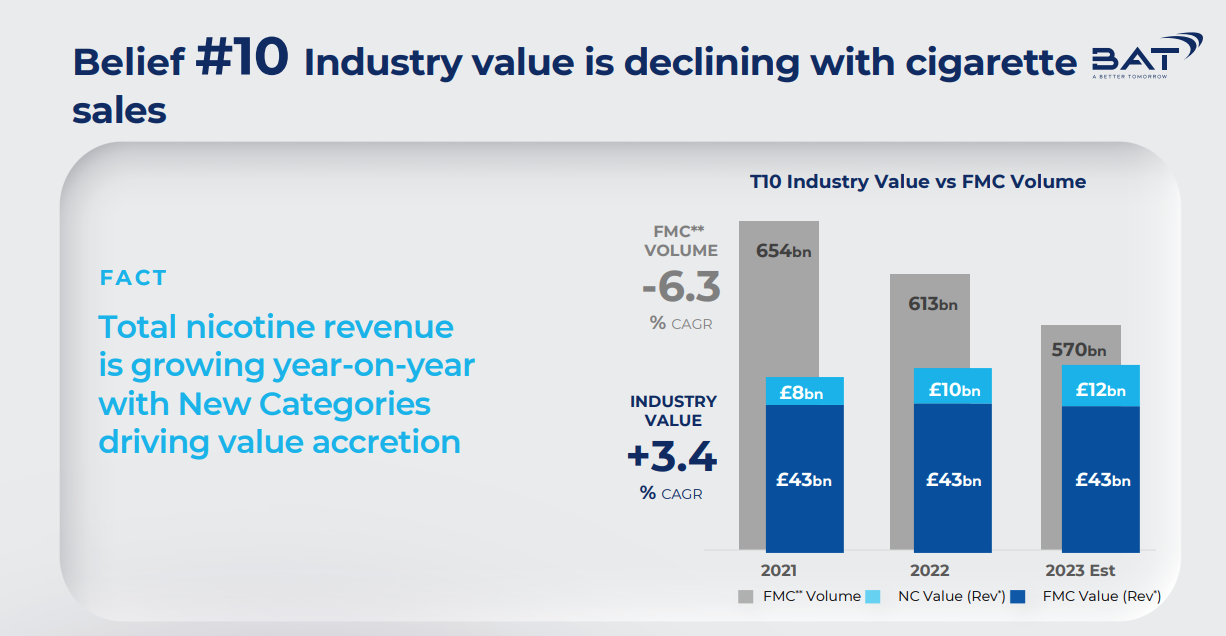 Belief #10 Industry value is declining with cigarette
sales
BAT
A BETTER TOMORROW
FACT
Total nicotine revenue
is growing year-on-year
with New Categories
driving value accretion
T10 Industry Value vs FMC Volume
FMC**
VOLUME
-6.3
% CAGR
INDUSTRY
VALUE
+3.4
% CAGR
654bn
613bn
570bn
£8bn
£10bn
£12bn
£43bn
£43bn
£43bn
2021
2022
2023 Est
FMC** Volume
NC Value (Rev*)
FMC Value (Rev*)